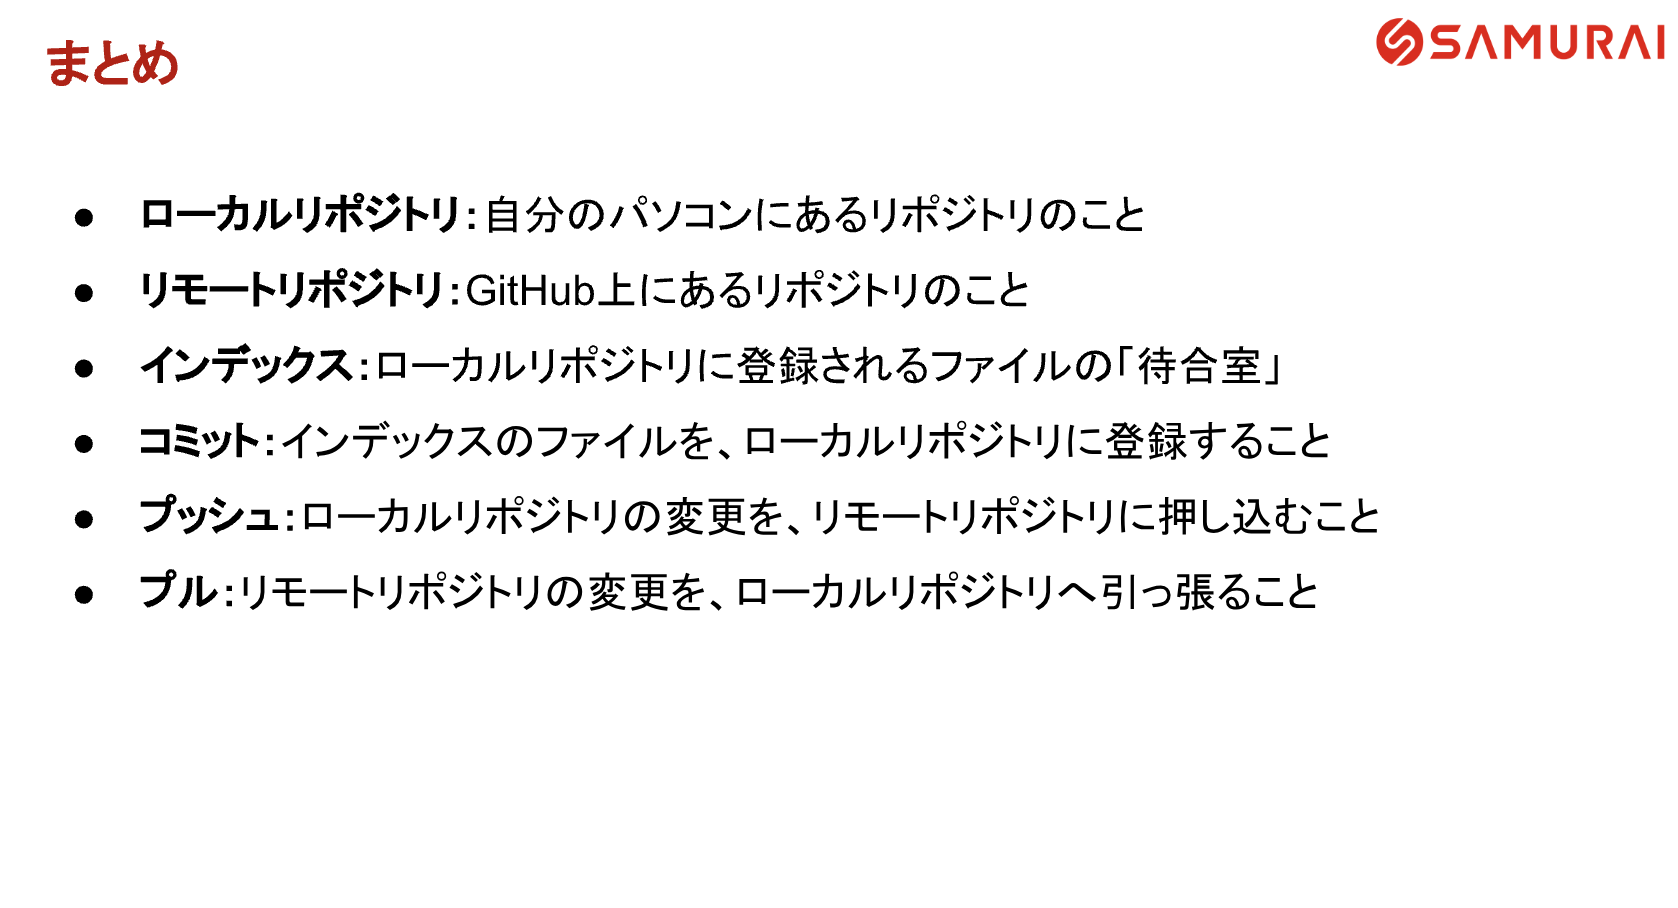 まとめ
SAMURAI
● ローカルリポジトリ：自分のパソコンにあるリポジトリのこと
● リモートリポジトリ：GitHub上にあるリポジトリのこと
● インデックス：ローカルリポジトリに登録されるファイルの「待合室」
● コミット：インデックスのファイルを、ローカルリポジトリに登録すること
● プッシュ：ローカルリポジトリの変更を、リモートリポジトリに押し込むこと
● プル：リモートリポジトリの変更を、ローカルリポジトリへ引っ張ること